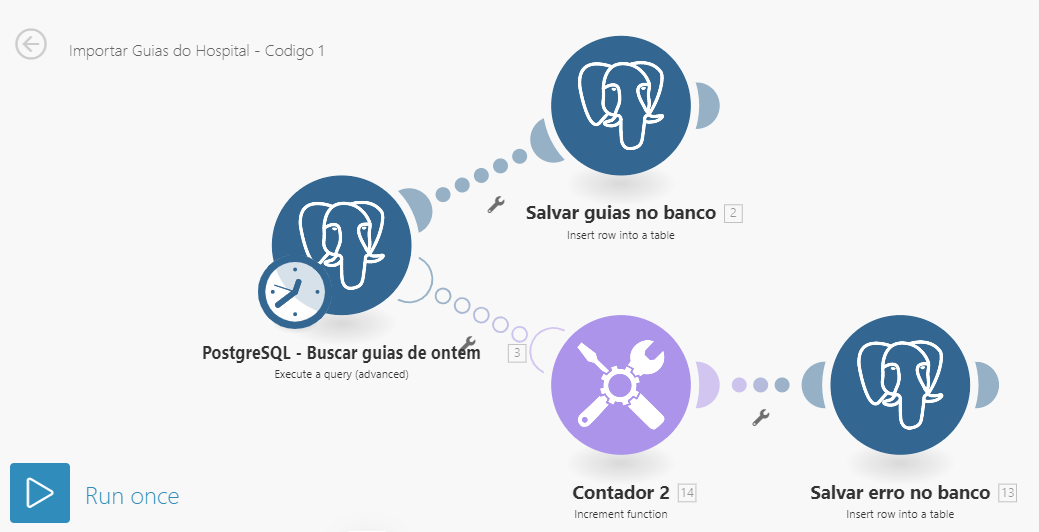 Importar Guias do Hospital - Codigo 1
Salvar guias no banco 2
Insert row into a table
PostgreSQL - Buscar guias de ontem 3
Execute a query (advanced)
Contador 2 14
Increment function
Salvar erro no banco 13
Insert row into a table
Run once